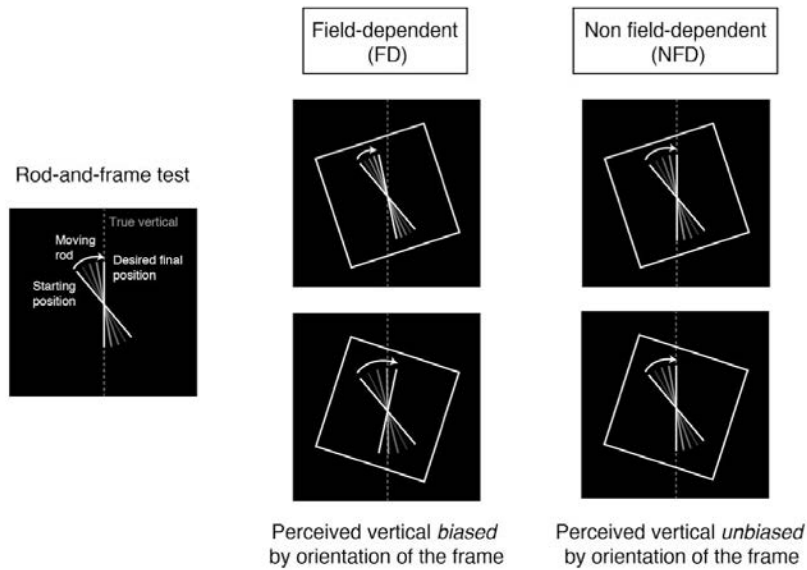 Field-dependent
(FD)
Non field-dependent
(NFD)
Rod-and-frame test
True vertical
Moving
rod
Desired final
position
Starting
position
Perceived vertical biased
by orientation of the frame
Perceived vertical unbiased
by orientation of the frame